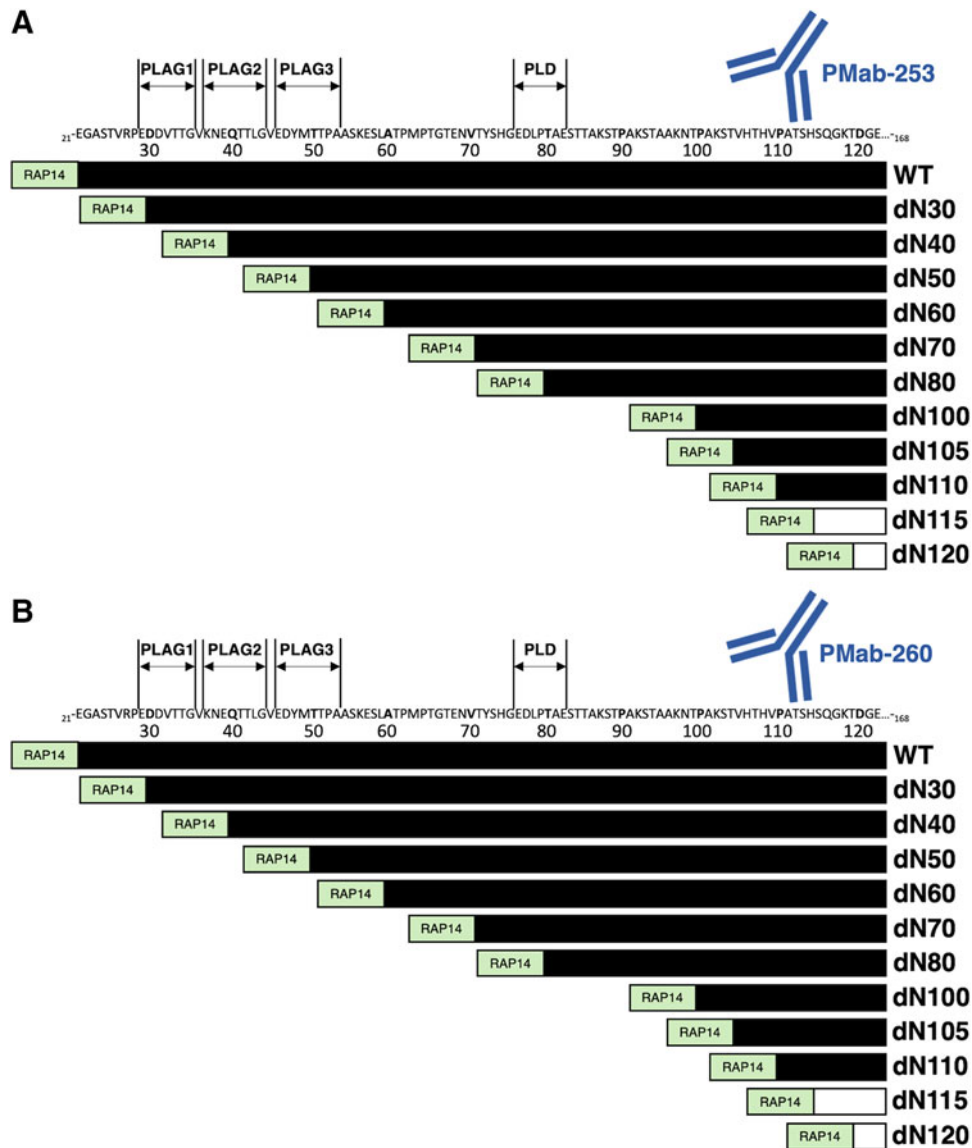 A
PLAG1 PLAG2 PLAG3 PLD PMab-253
21-EGASTVRPEDDVTTGVKNEQTTLGVEDYMTTPAASKESLATPMPTGTENVTYSHGEDLPTAESTTAKSTPAKSTAAKNTPAKSTVHTHVPATSHSQGKTDGE...-168
30 40 50 60 70 80 90 100 110 120
RAP14 WT
RAP14 dN30
RAP14 dN40
RAP14 dN50
RAP14 dN60
RAP14 dN70
RAP14 dN80
RAP14 dN100
RAP14 dN105
RAP14 dN110
RAP14 dN115
RAP14 dN120
B
PLAG1 PLAG2 PLAG3 PLD PMab-260
21-EGASTVRPEDDVTTGVKNEQTTLGVEDYMTTPAASKESLATPMPTGTENVTYSHGEDLPTAESTTAKSTPAKSTAAKNTPAKSTVHTHVPATSHSQGKTDGE...-168
30 40 50 60 70 80 90 100 110 120
RAP14 WT
RAP14 dN30
RAP14 dN40
RAP14 dN50
RAP14 dN60
RAP14 dN70
RAP14 dN80
RAP14 dN100
RAP14 dN105
RAP14 dN110
RAP14 dN115
RAP14 dN120